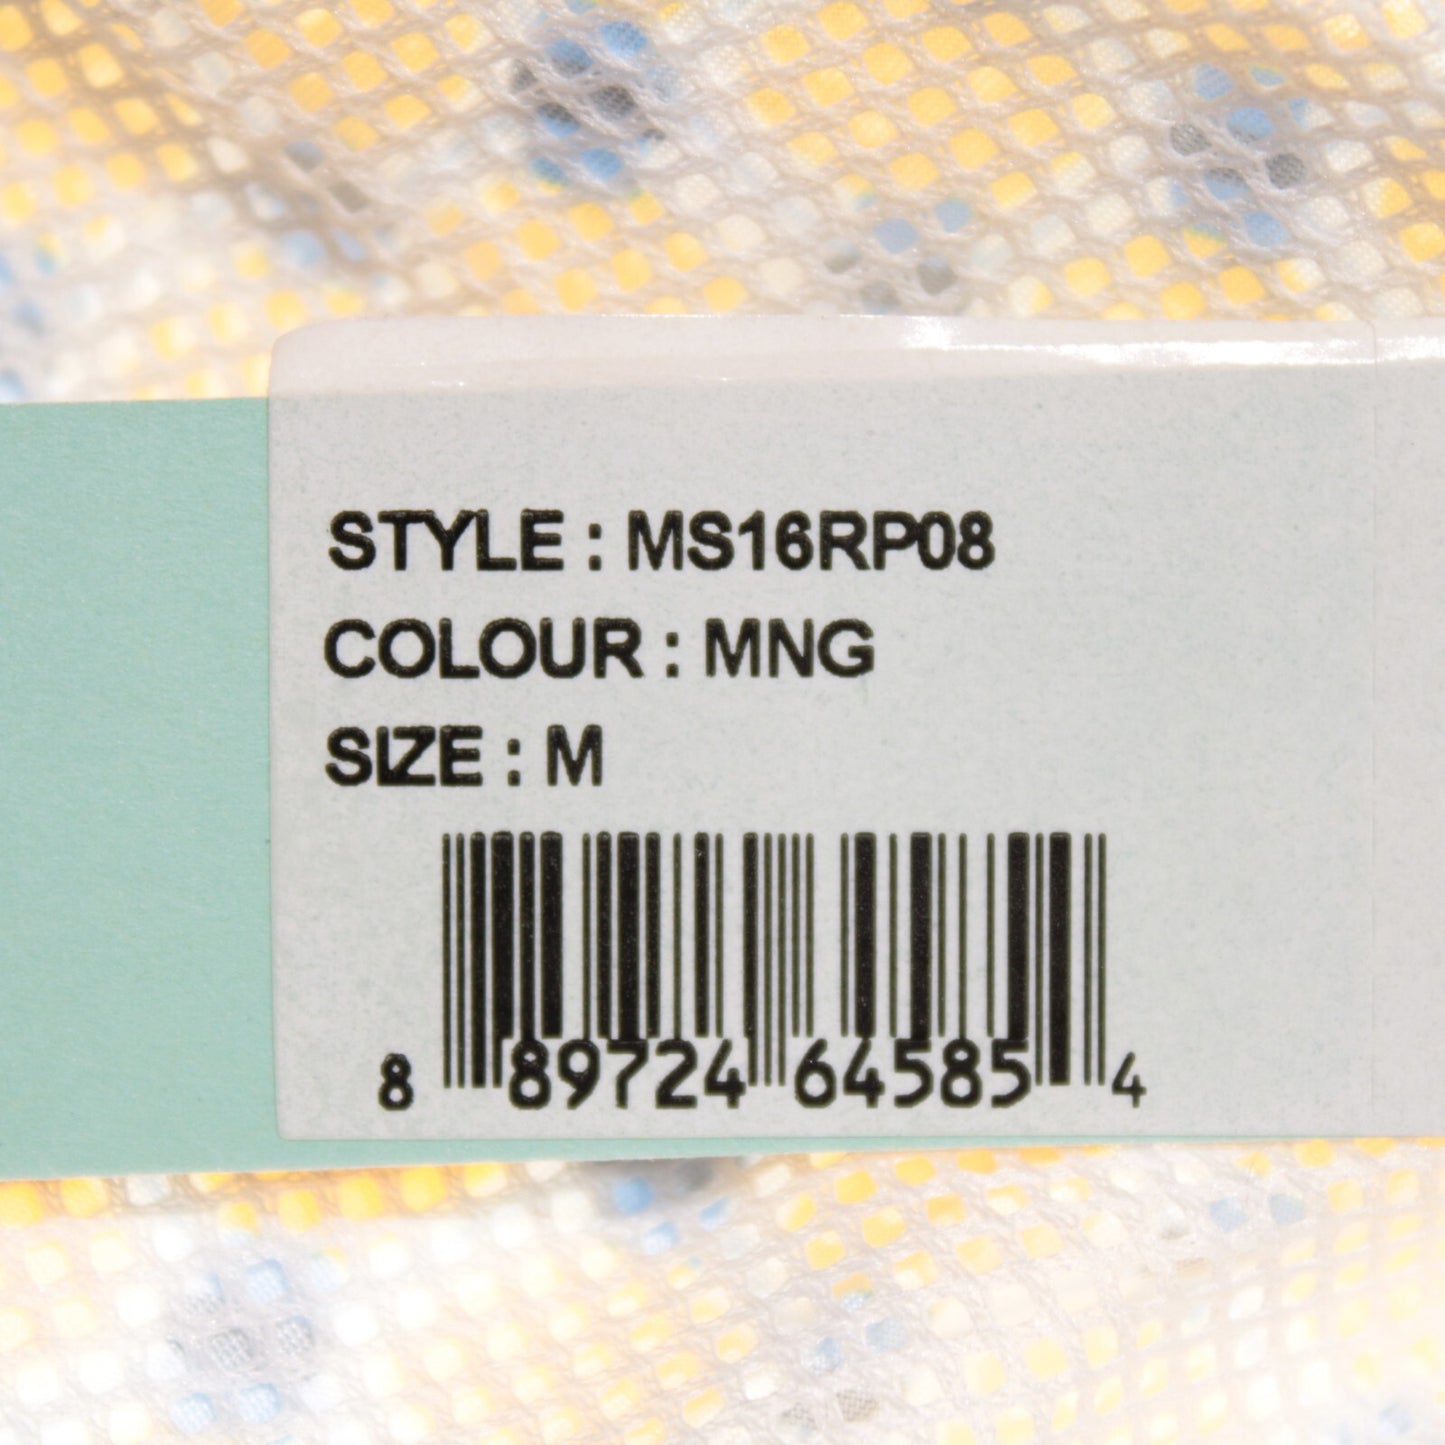 STYLE : MS16RP08
COLOUR : MNG
SIZE : M
8 89724 64585 4